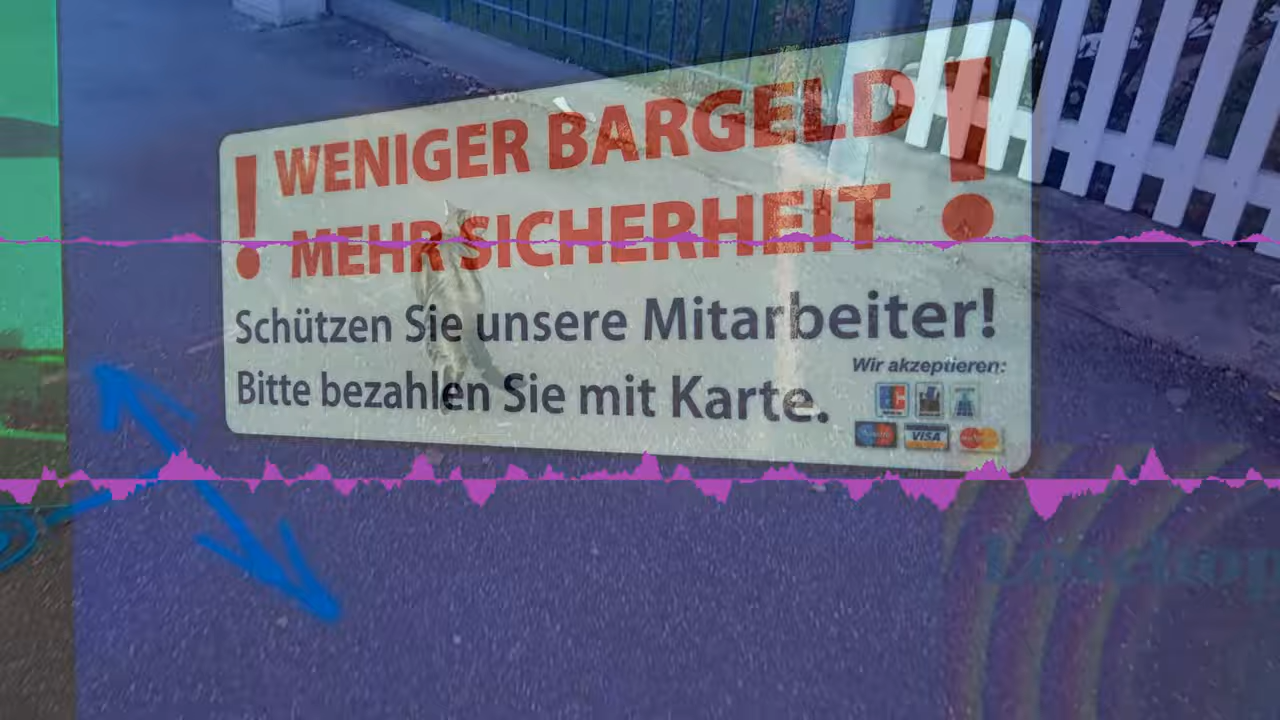 ! WENIGER BARGELD !
MEHR SICHERHEIT
Schützen Sie unsere Mitarbeiter!
Bitte bezahlen Sie mit Karte.
Wir akzeptieren:
VISA